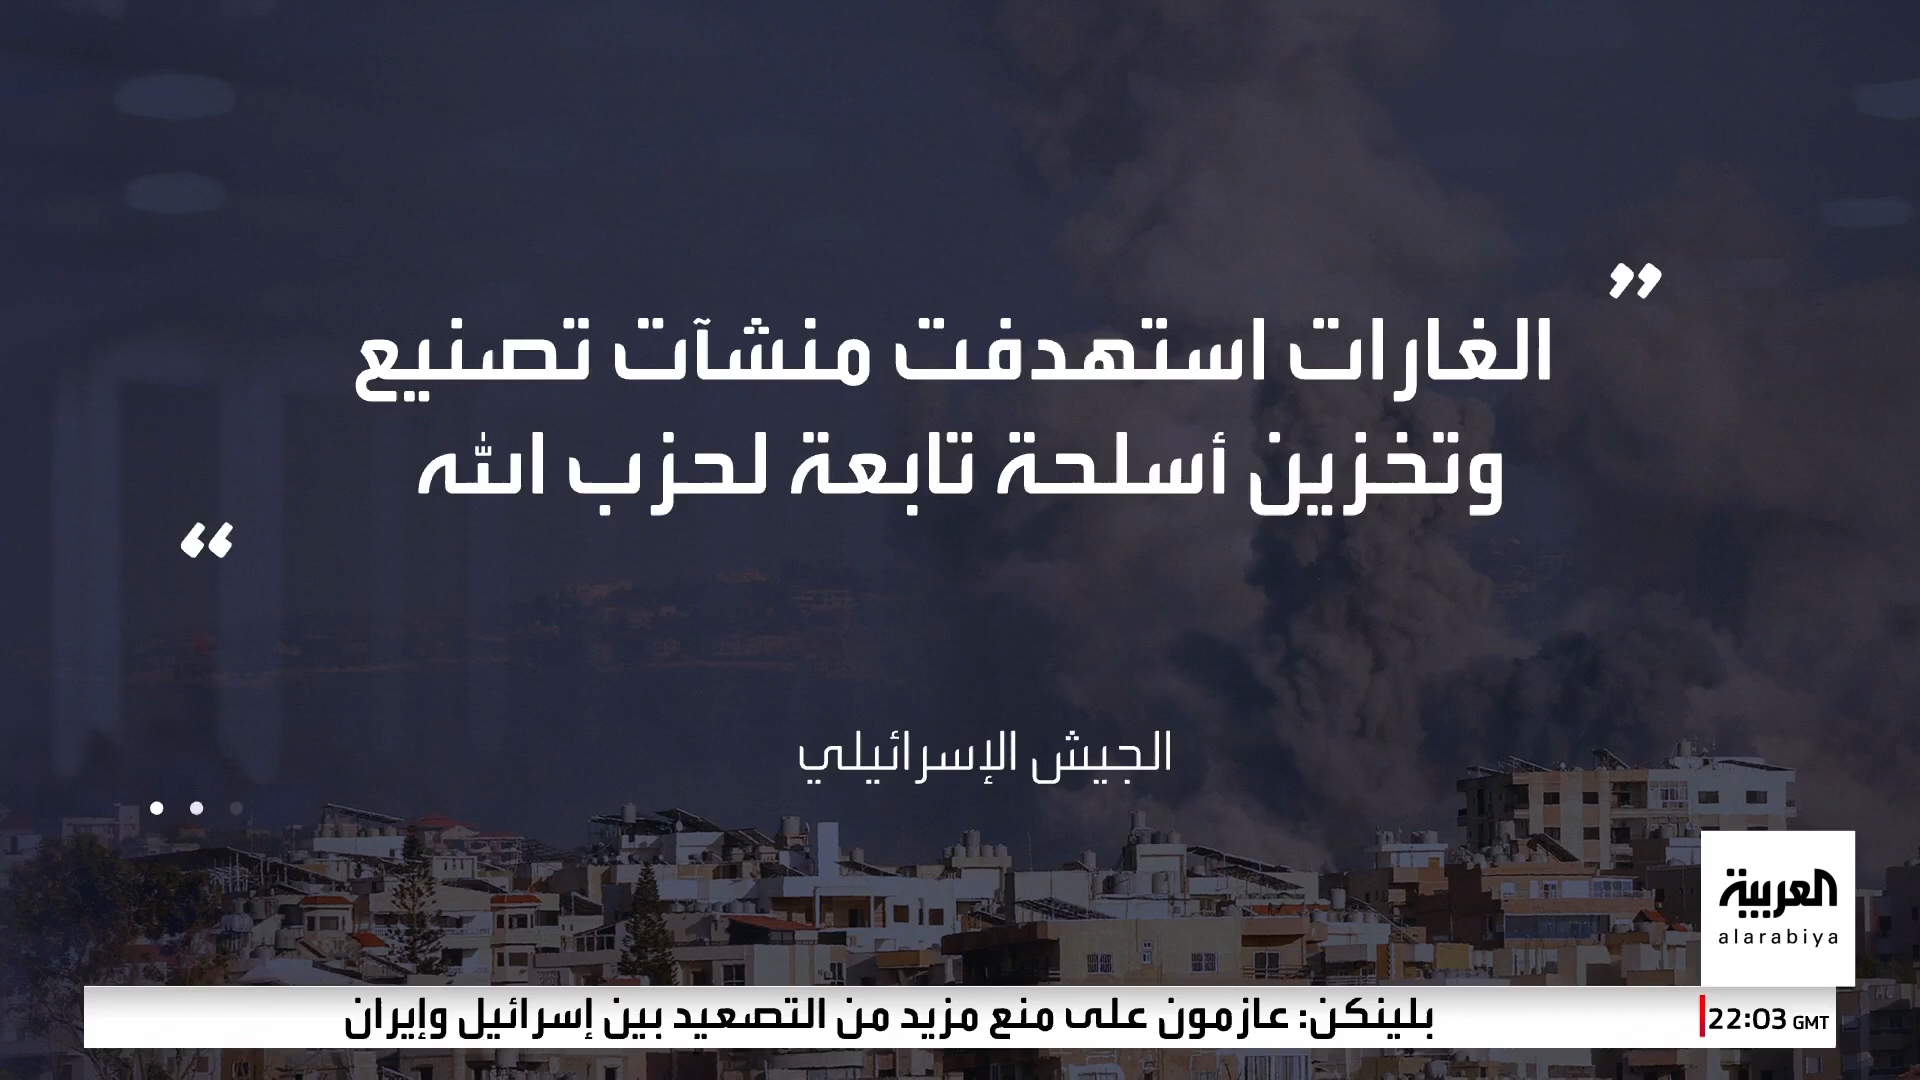 ”
الغارات استهدفت منشآت تصنيع
وتخزين أسلحة تابعة لحزب الله
“
الجيش الإسرائيلي
العربية
alarabiya
بلينكن: عازمون على منع مزيد من التصعيد بين إسرائيل وإيران
22:03 GMT